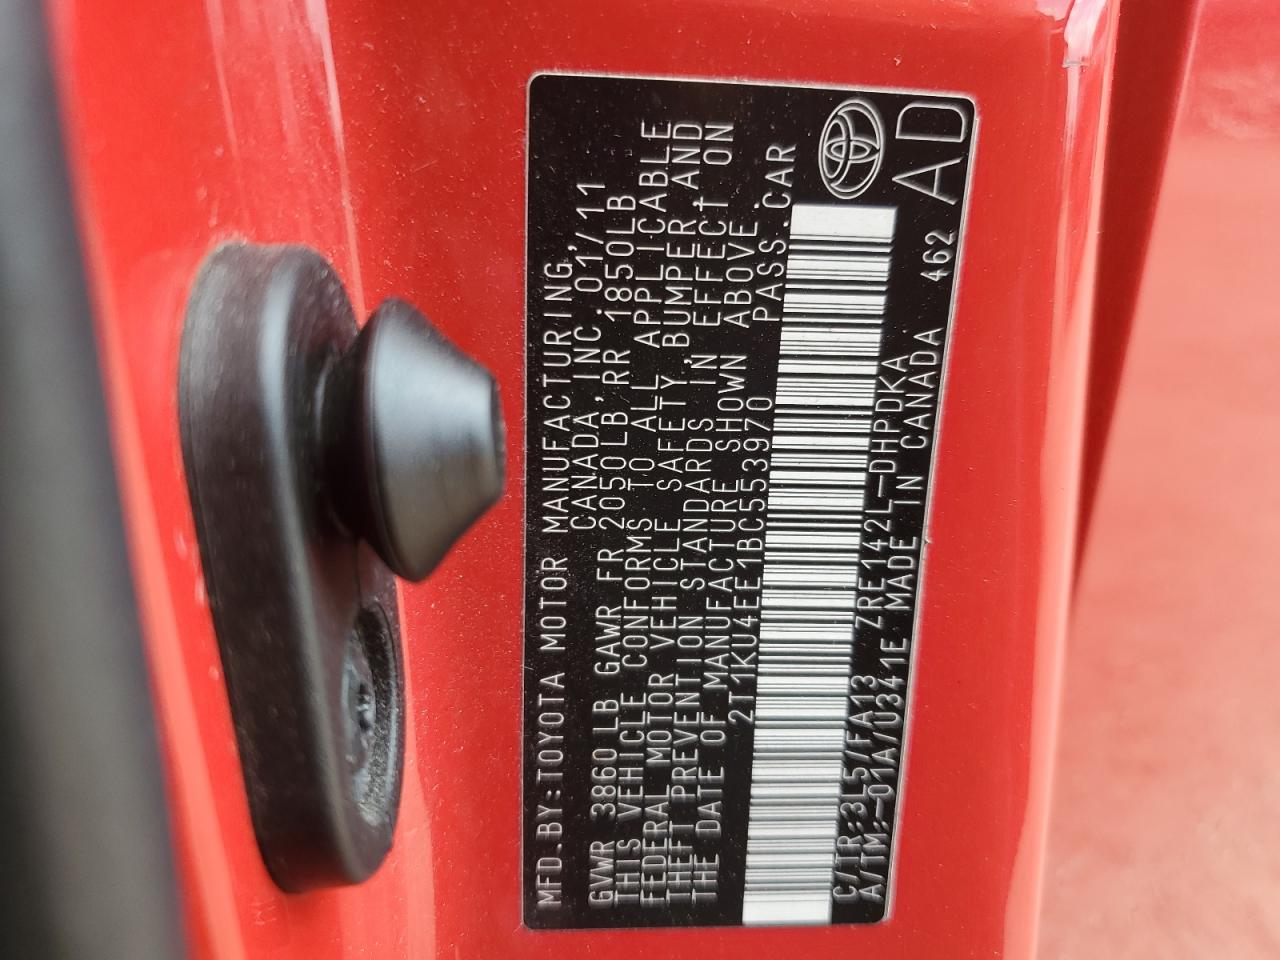 MFD.BY:TOYOTA MOTOR MANUFACTURING,
CANADA,INC. 01/11
GVWR 3860 LB GAWR FR 2050LB,RR 1850LB
THIS VEHICLE CONFORMS TO ALL APPLICABLE
FEDERAL MOTOR VEHICLE SAFETY,BUMPER,AND
THEFT PREVENTION STANDARDS IN EFFECT ON
THE DATE OF MANUFACTURE SHOWN ABOVE.
2T1KU4EE1BC553970 PASS.CAR
C/TR:3L5/FA13 ZRE142L-DHPDKA
A/TM:-01A/U341E MADE IN CANADA 462 AD